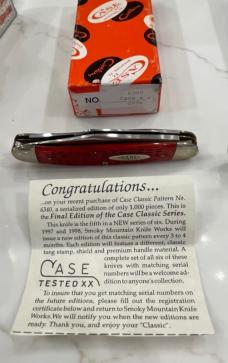 CASE
NO.
6340
CASE
Congratulations...
...on your recent purchase of Case Classic Pattern No.
6340, a serialized edition of only 1,000 pieces. This is
the Final Edition of the Case Classic Series.
This knife is the fifth in a NEW series of six. During
1997 and 1998, Smoky Mountain Knife Works will
issue a new edition of this classic pattern every 3 to 4
months. Each edition will feature a different, classic
tang stamp, shield and premium handle material. A
complete set of all six of these
knives with matching serial
numbers will be a welcome ad-
dition to anyone's collection.
CASE
TESTED XX
To insure that you get matching serial numbers on
the future editions, please fill out the registration
certificate below and return to Smoky Mountain Knife
Works. We will notify you when the new editions are
ready. Thank you, and enjoy your "Classic".